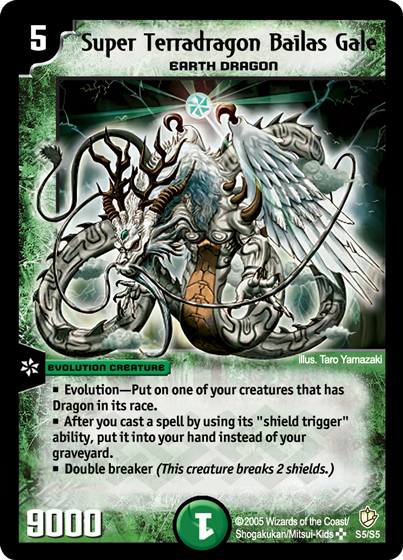 5 Super Terradragon Bailas Gale
EARTH DRAGON
illus. Taro Yamazaki
EVOLUTION CREATURE
■ Evolution—Put on one of your creatures that has
Dragon in its race.
■ After you cast a spell by using its "shield trigger"
ability, put it into your hand instead of your
graveyard.
■ Double breaker (This creature breaks 2 shields.)
9000
1
©2005 Wizards of the Coast/
Shogakukan/Mitsui-Kids S5/S5